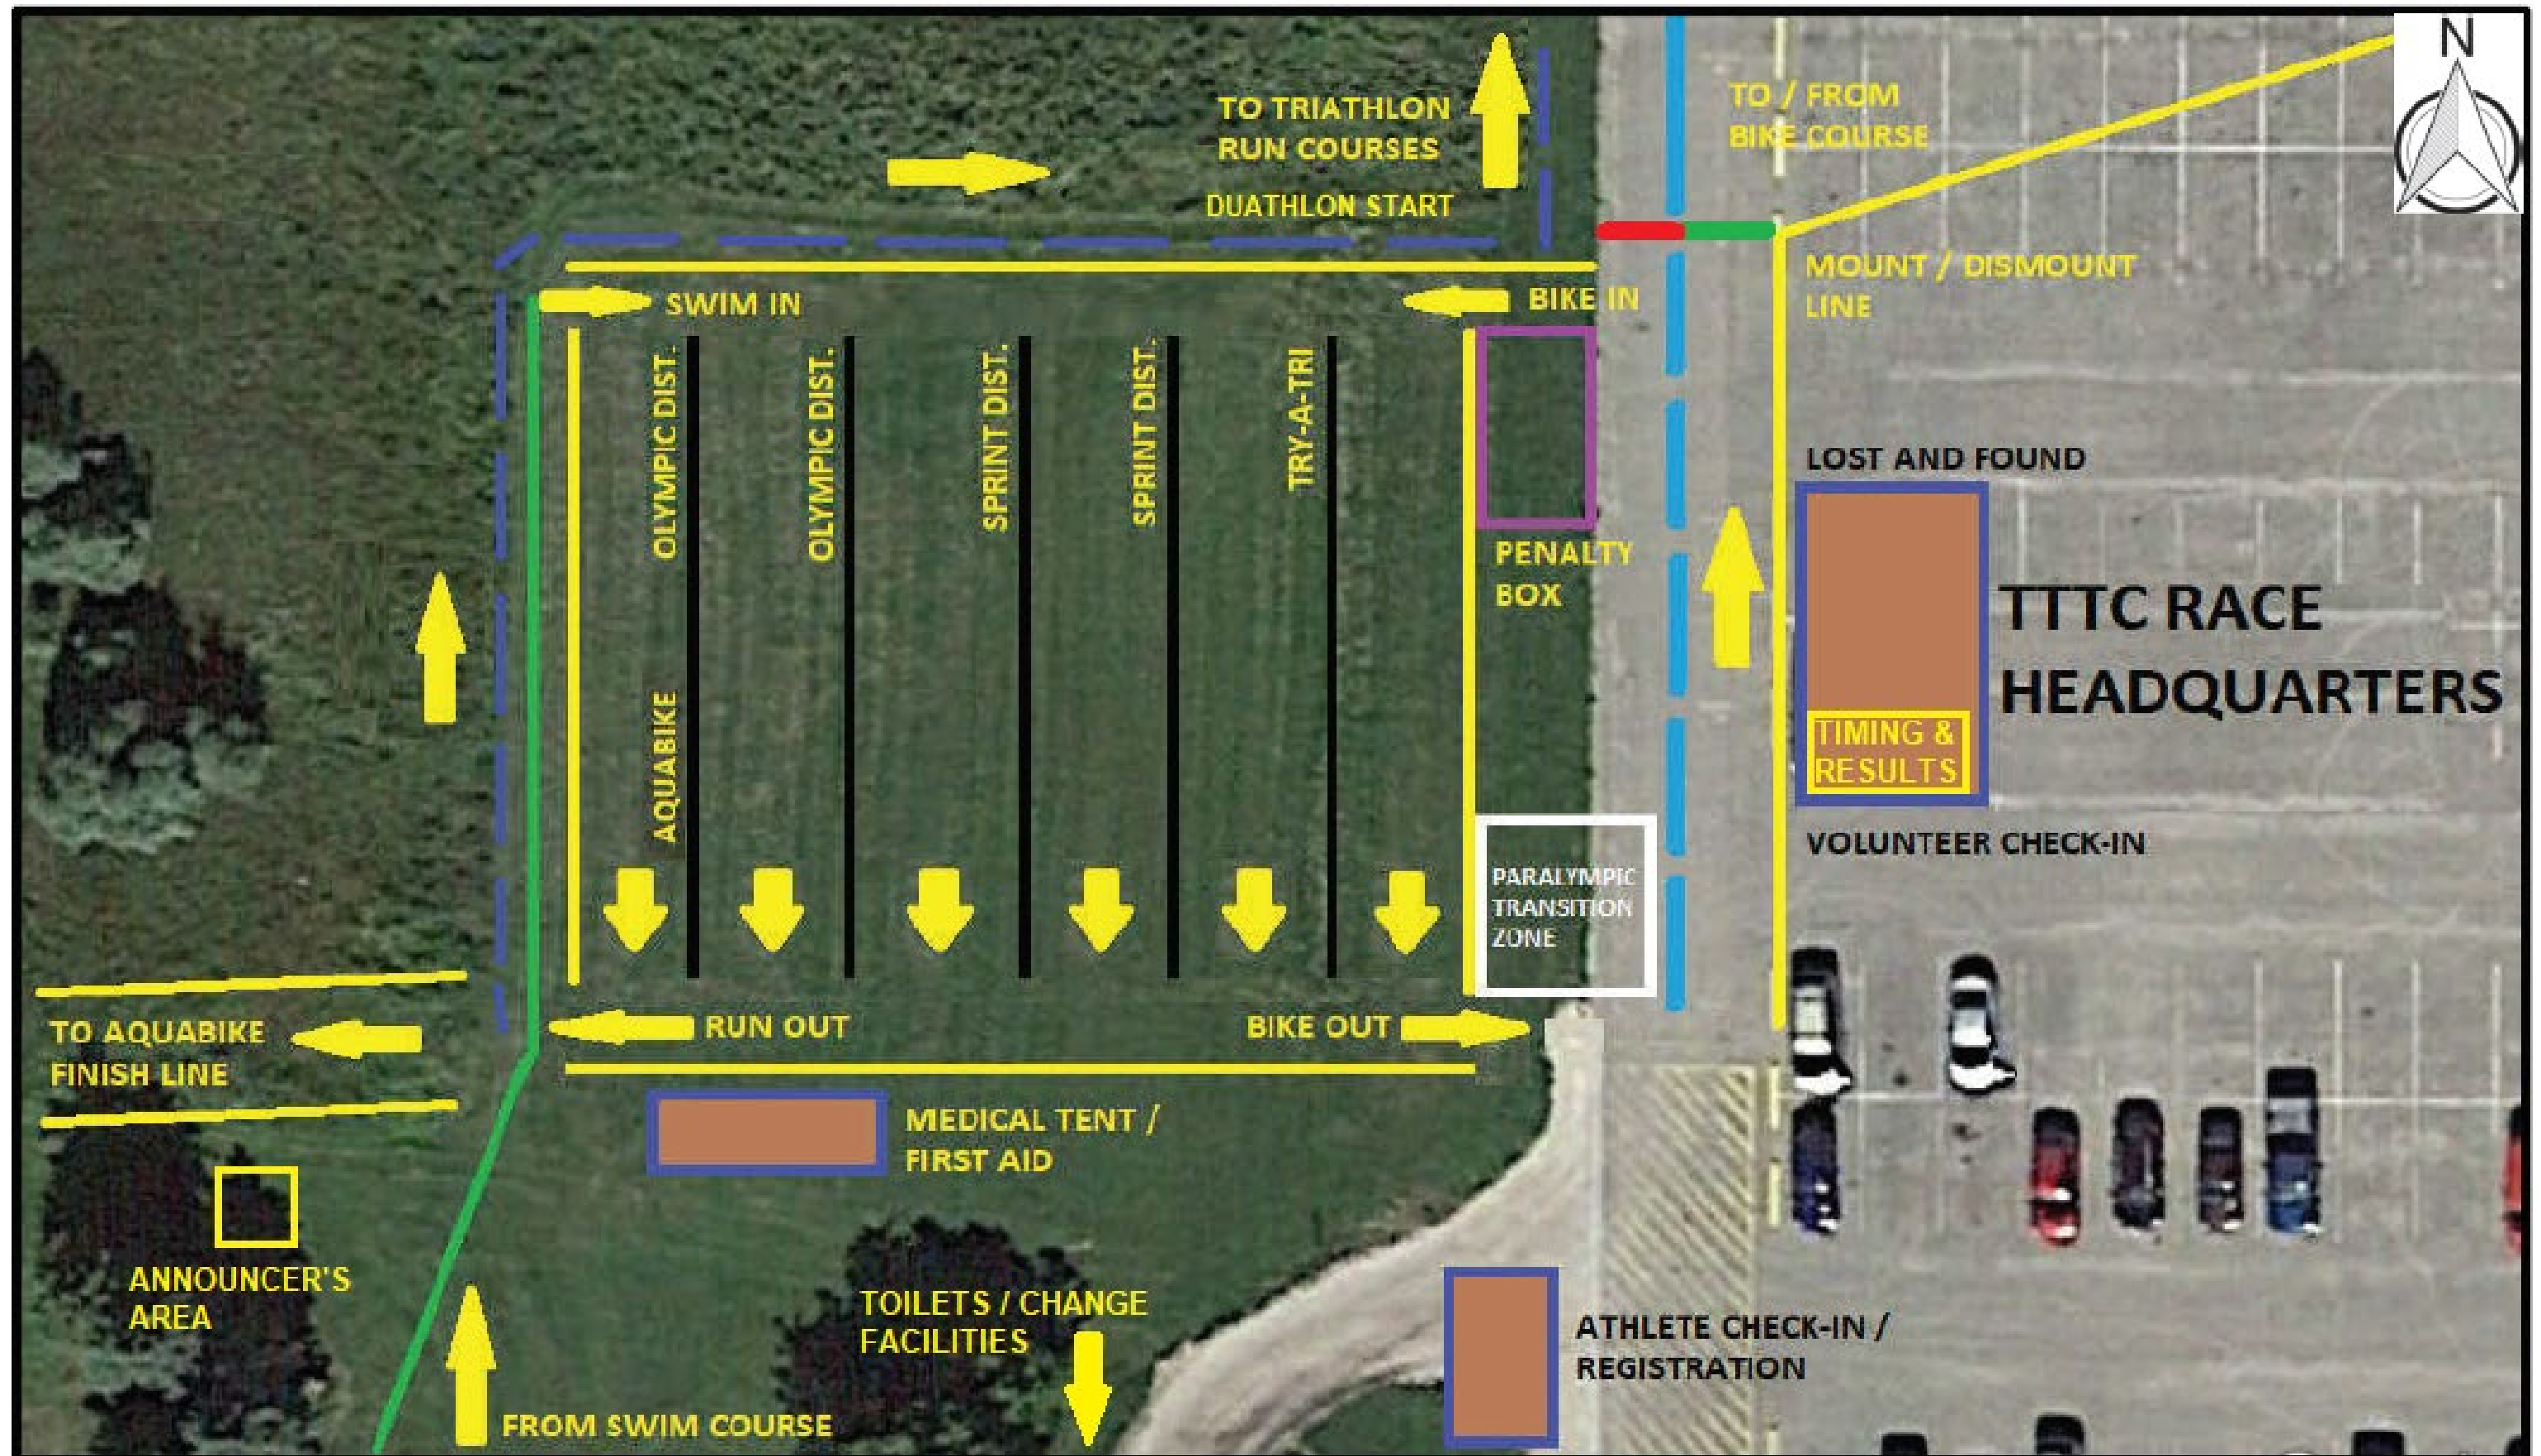 N
TO TRIATHLON
RUN COURSES
DUATHLON START
TO / FROM
BIKE COURSE
MOUNT / DISMOUNT
LINE
SWIM IN
BIKE IN
OLYMPIC DIST.
OLYMPIC DIST.
SPRINT DIST.
SPRINT DIST.
TRY-A-TRI
AQUABIKE
PENALTY
BOX
LOST AND FOUND
TTTC RACE
HEADQUARTERS
TIMING &
RESULTS
VOLUNTEER CHECK-IN
PARALYMPIC
TRANSITION
ZONE
RUN OUT
BIKE OUT
TO AQUABIKE
FINISH LINE
MEDICAL TENT /
FIRST AID
ANNOUNCER'S
AREA
TOILETS / CHANGE
FACILITIES
ATHLETE CHECK-IN /
REGISTRATION
FROM SWIM COURSE